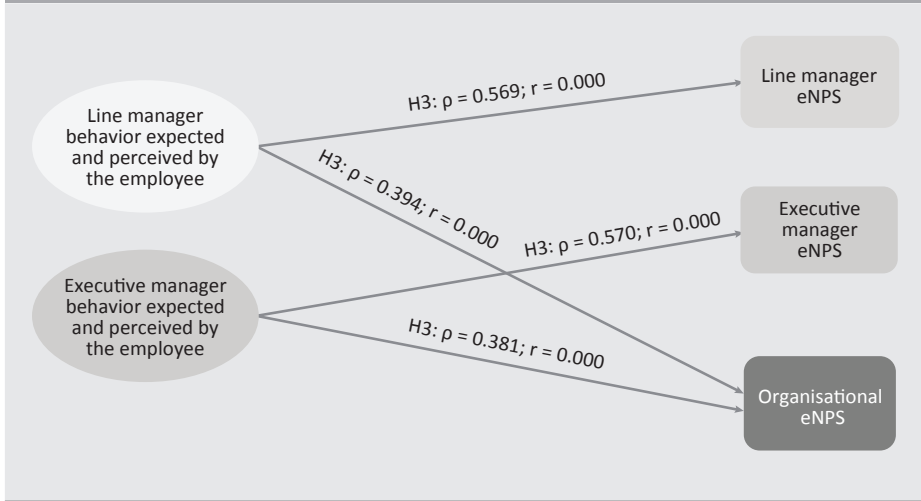 Line manager
behavior expected
and perceived by
the employee
Executive manager
behavior expected
and perceived by
the employee
H3: ρ = 0.569; r = 0.000
H3: ρ = 0.394; r = 0.000
H3: ρ = 0.570; r = 0.000
H3: ρ = 0.381; r = 0.000
Line manager
eNPS
Executive
manager
eNPS
Organisational
eNPS